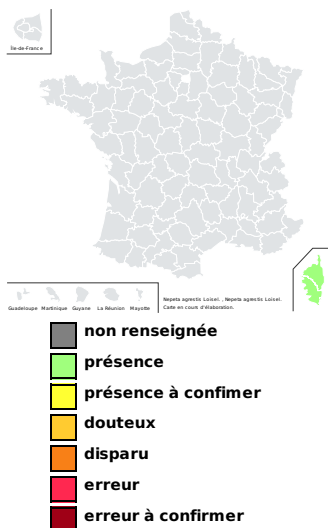 Île-de-France
Nepeta agrestis Loisel. , Nepeta agrestis Loisel.
Guadeloupe Martinique Guyane La Réunion Mayotte
Carte en cours d'élaboration.
non renseignée
présence
présence à confimer
douteux
disparu
erreur
erreur à confirmer